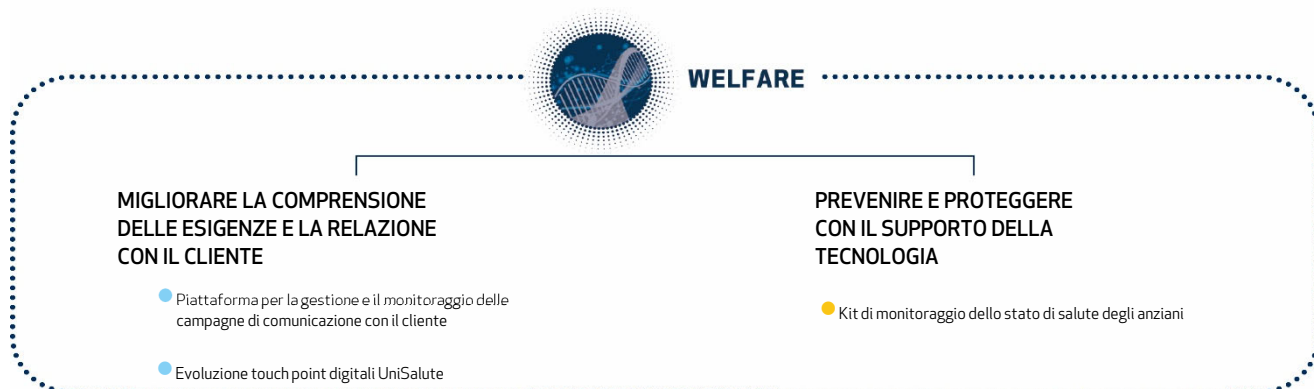 WELFARE
MIGLIORARE LA COMPRENSIONE
DELLE ESIGENZE E LA RELAZIONE
CON IL CLIENTE
Piattaforma per la gestione e il monitoraggio delle
campagne di comunicazione con il cliente
Evoluzione touch point digitali UniSalute
PREVENIRE E PROTEGGERE
CON IL SUPPORTO DELLA
TECNOLOGIA
Kit di monitoraggio dello stato di salute degli anziani